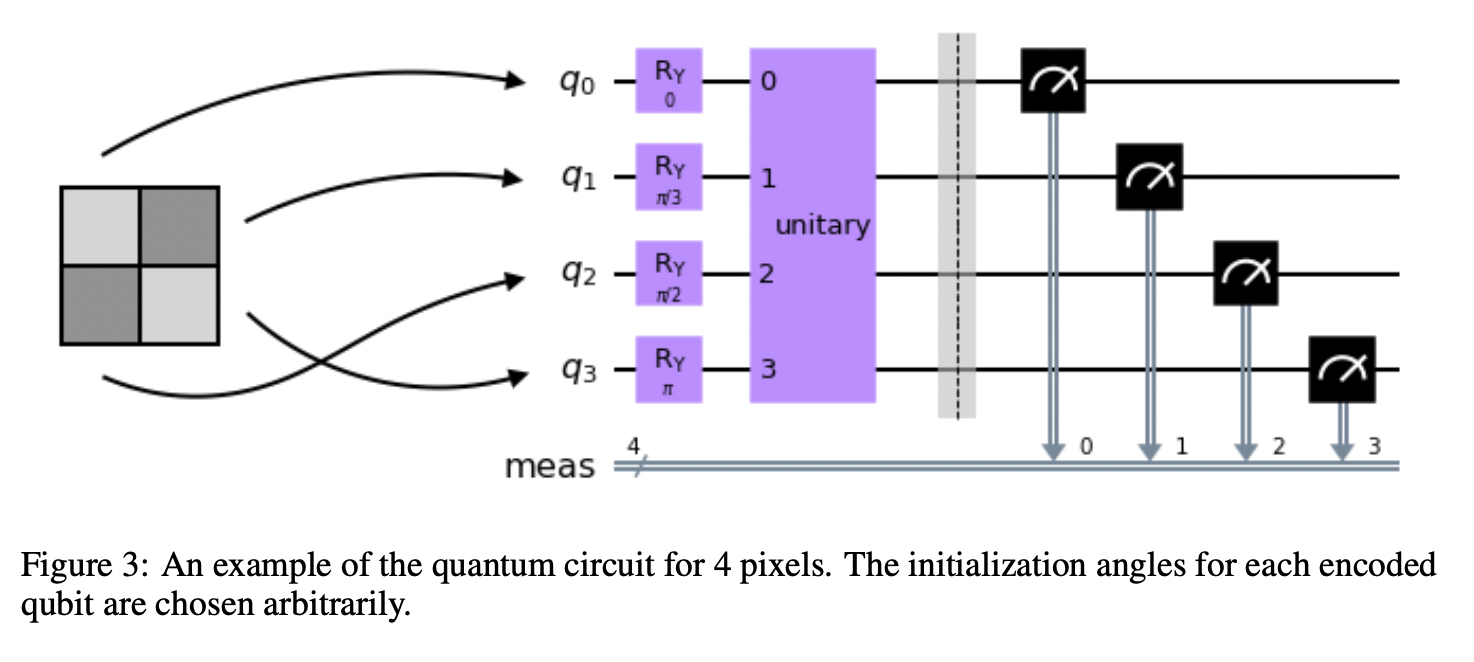 q0 RY 0 0
q1 RY π/3 1
unitary
q2 RY π/2 2
q3 RY π 3
meas 4 0 1 2 3
Figure 3: An example of the quantum circuit for 4 pixels. The initialization angles for each encoded
qubit are chosen arbitrarily.